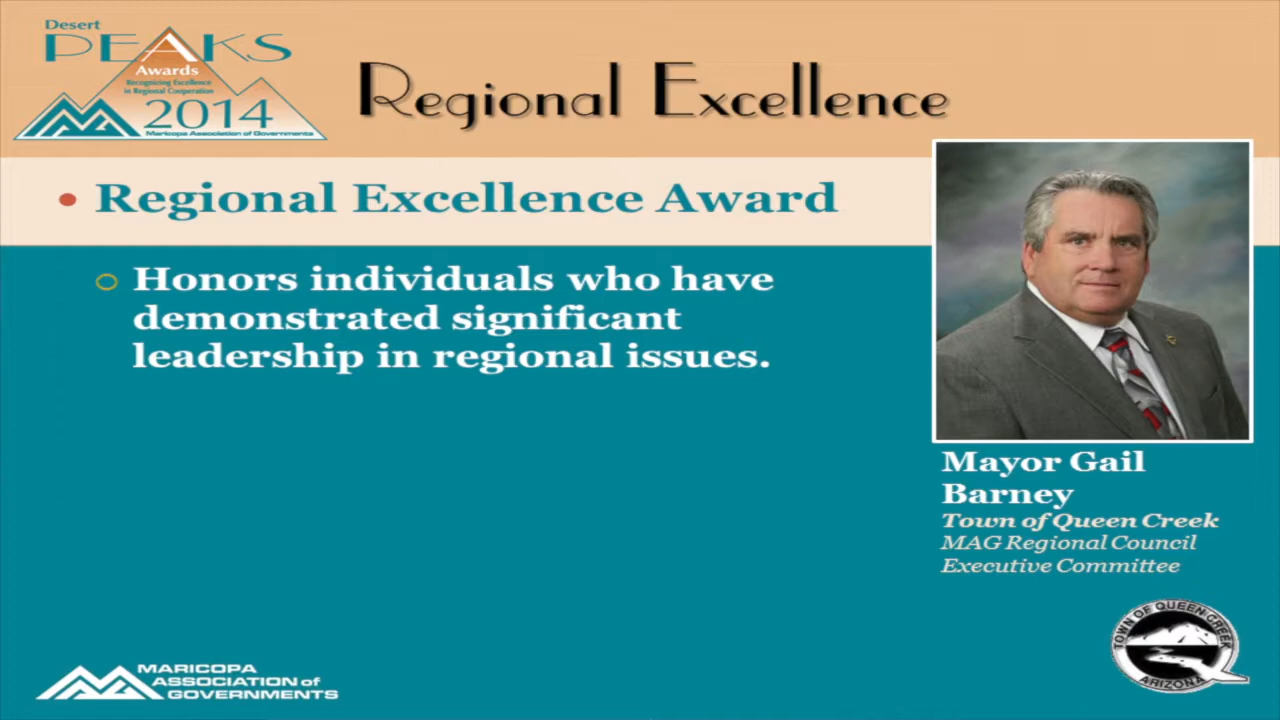 Desert
PEAKS
Awards
Recognizing Excellence
in Regional Cooperation
2014
Maricopa Association of Governments
Regional Excellence
• Regional Excellence Award
Honors individuals who have
demonstrated significant
leadership in regional issues.
Mayor Gail
Barney
Town of Queen Creek
MAG Regional Council
Executive Committee
TOWN OF QUEEN CREEK
ARIZONA
MARICOPA
ASSOCIATION of
GOVERNMENTS